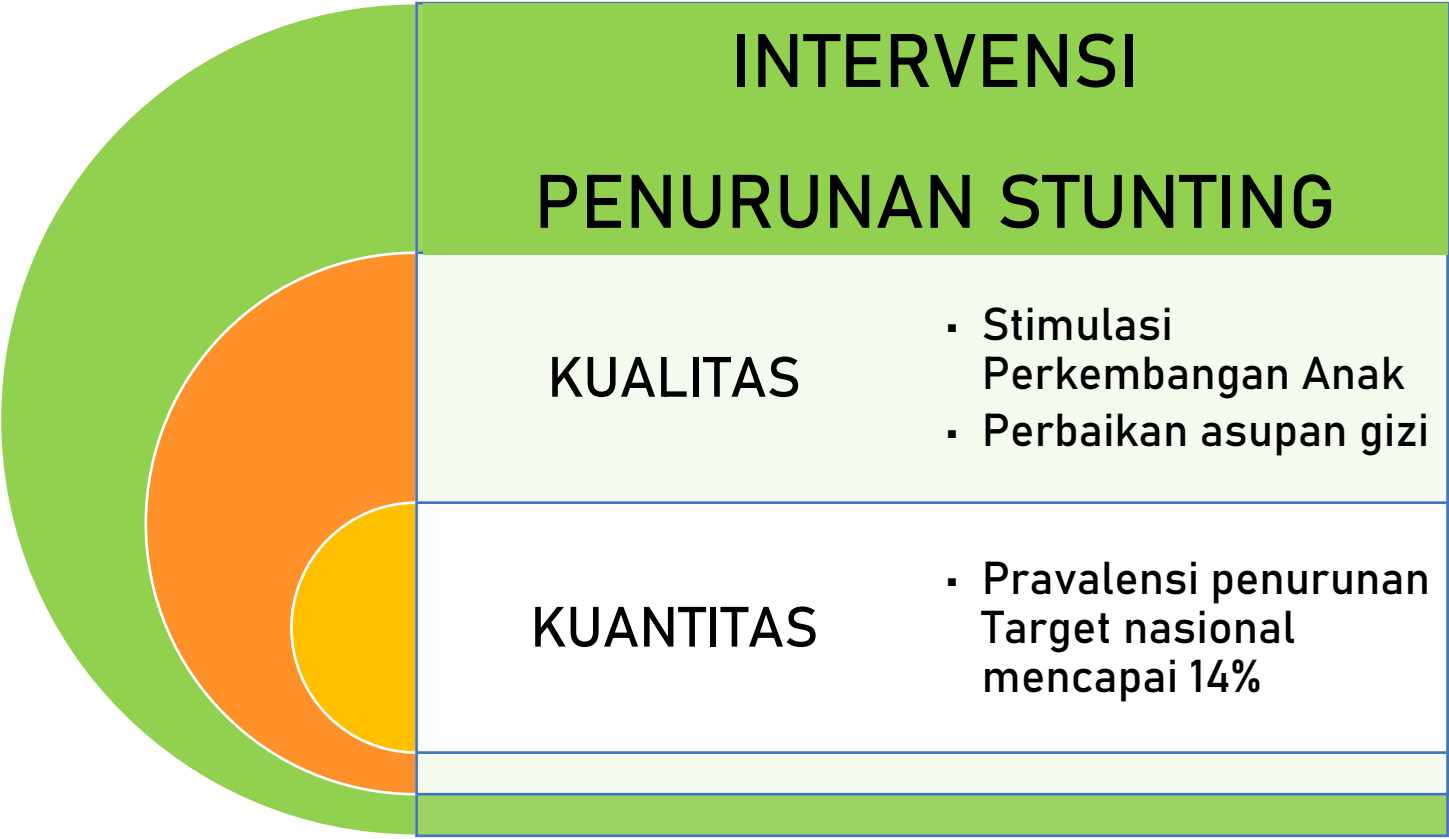 INTERVENSI
PENURUNAN STUNTING
KUALITAS
▪ Stimulasi
Perkembangan Anak
▪ Perbaikan asupan gizi
KUANTITAS
▪ Pravalensi penurunan
Target nasional
mencapai 14%